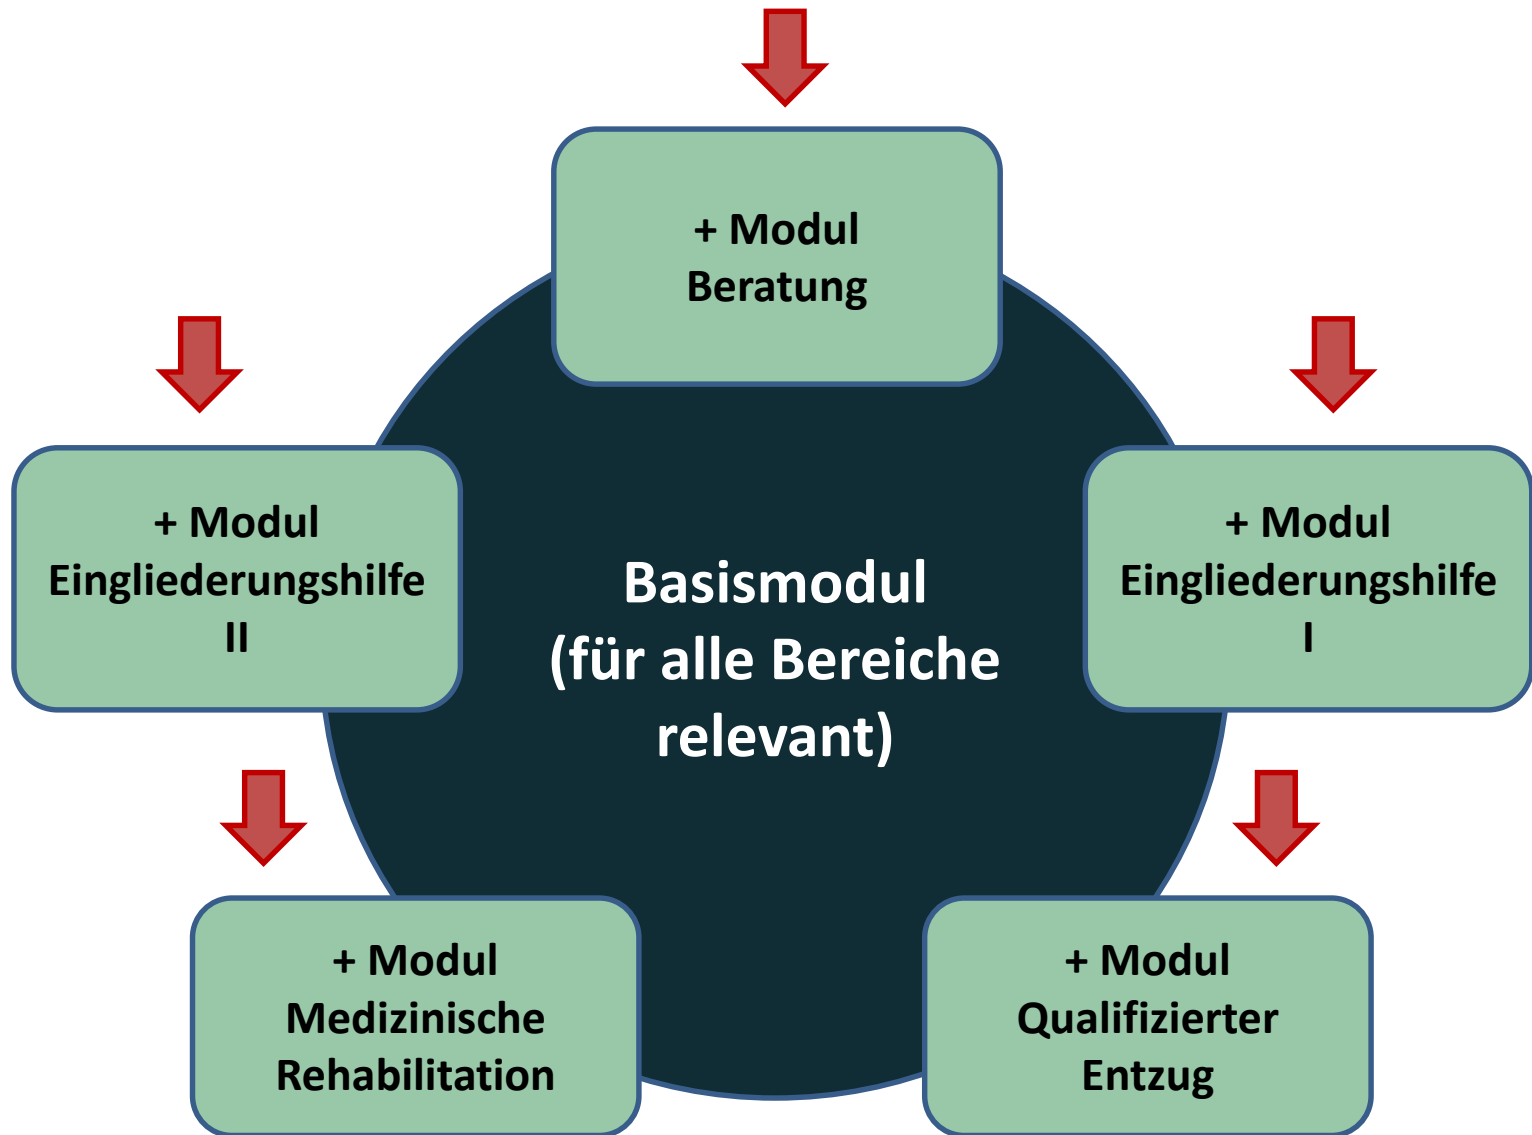 + Modul
Beratung
+ Modul
Eingliederungshilfe
II
+ Modul
Eingliederungshilfe
I
Basismodul
(für alle Bereiche
relevant)
+ Modul
Medizinische
Rehabilitation
+ Modul
Qualifizierter
Entzug